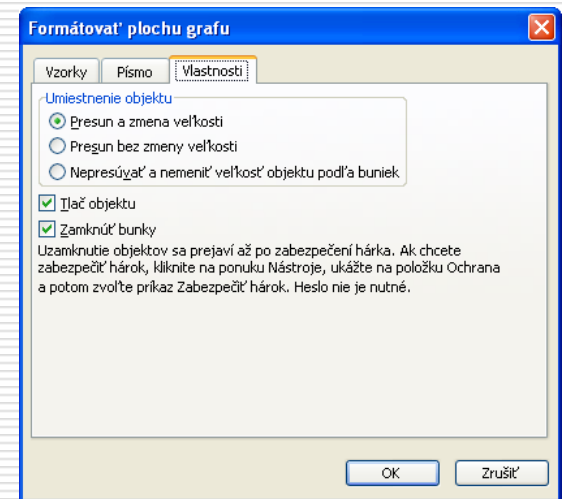 Formátovať plochu grafu
Vzorky Písmo Vlastnosti
Umiestnenie objektu
Presun a zmena veľkosti
Presun bez zmeny veľkosti
Nepresúvať a nemeniť veľkosť objektu podľa buniek
Tlač objektu
Zamknúť bunky
Uzamknutie objektov sa prejaví až po zabezpečení hárka. Ak chcete
zabezpečiť hárok, kliknite na ponuku Nástroje, ukážte na položku Ochrana
a potom zvoľte príkaz Zabezpečiť hárok. Heslo nie je nutné.
OK Zrušiť